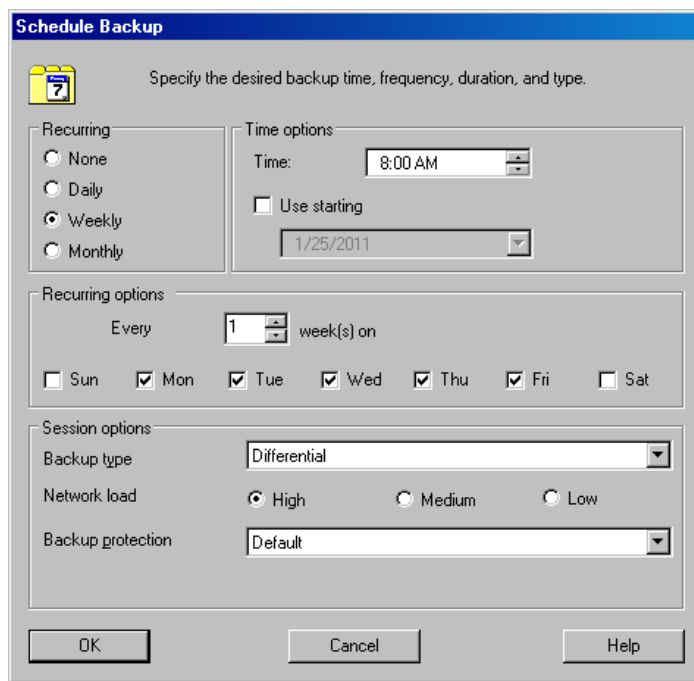 Schedule Backup
Specify the desired backup time, frequency, duration, and type.
7
Recurring
None
Daily
Weekly
Monthly
Time options
Time: 8:00 AM
Use starting
1/25/2011
Recurring options
Every 1 week(s) on
Sun Mon Tue Wed Thu Fri Sat
Session options
Backup type Differential
Network load High Medium Low
Backup protection Default
OK Cancel Help